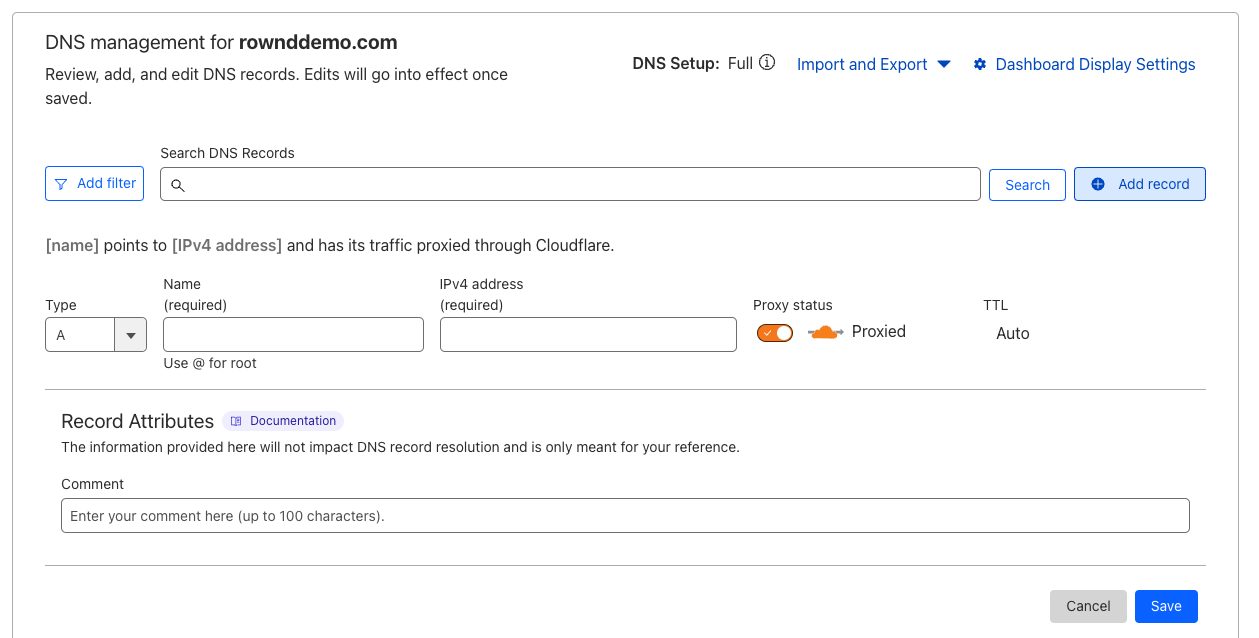 DNS management for rownddemo.com
Review, add, and edit DNS records. Edits will go into effect once
saved.
DNS Setup: Full
Import and Export
Dashboard Display Settings
Search DNS Records
Add filter
Search
Add record
[name] points to [IPv4 address] and has its traffic proxied through Cloudflare.
Type
Name
(required)
IPv4 address
(required)
Proxy status
TTL
A
Proxied
Auto
Use @ for root
Record Attributes
Documentation
The information provided here will not impact DNS record resolution and is only meant for your reference.
Comment
Enter your comment here (up to 100 characters).
Cancel
Save